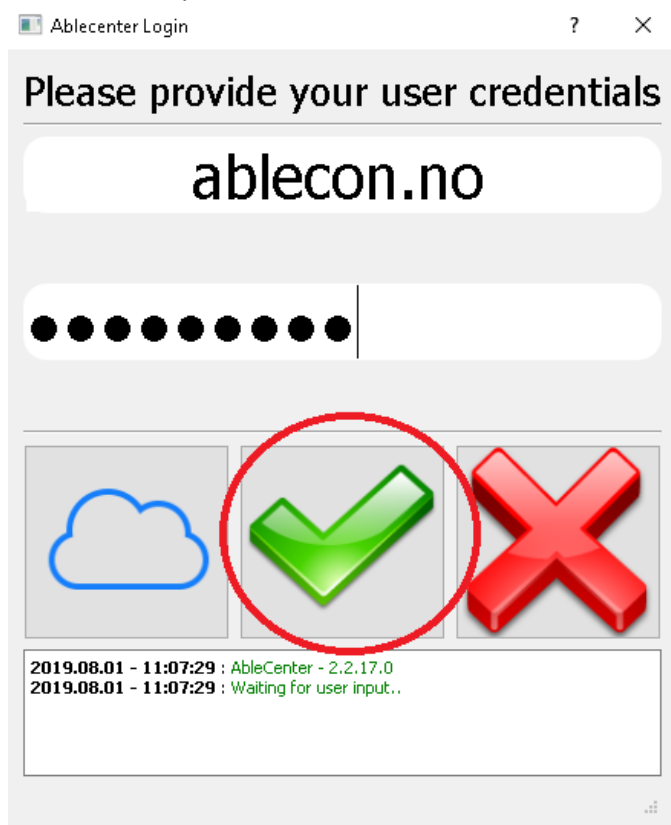 Ablecenter Login ?
Please provide your user credentials
ablecon.no
2019.08.01 - 11:07:29 : AbleCenter - 2.2.17.0
2019.08.01 - 11:07:29 : Waiting for user input..